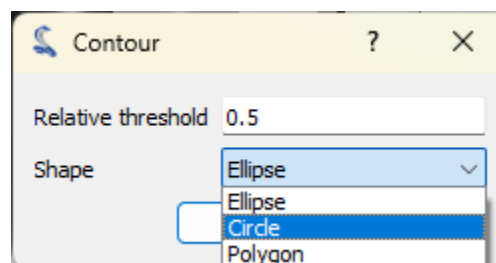 Contour ?
Relative threshold 0.5
Shape Ellipse
Ellipse
Circle
Polygon